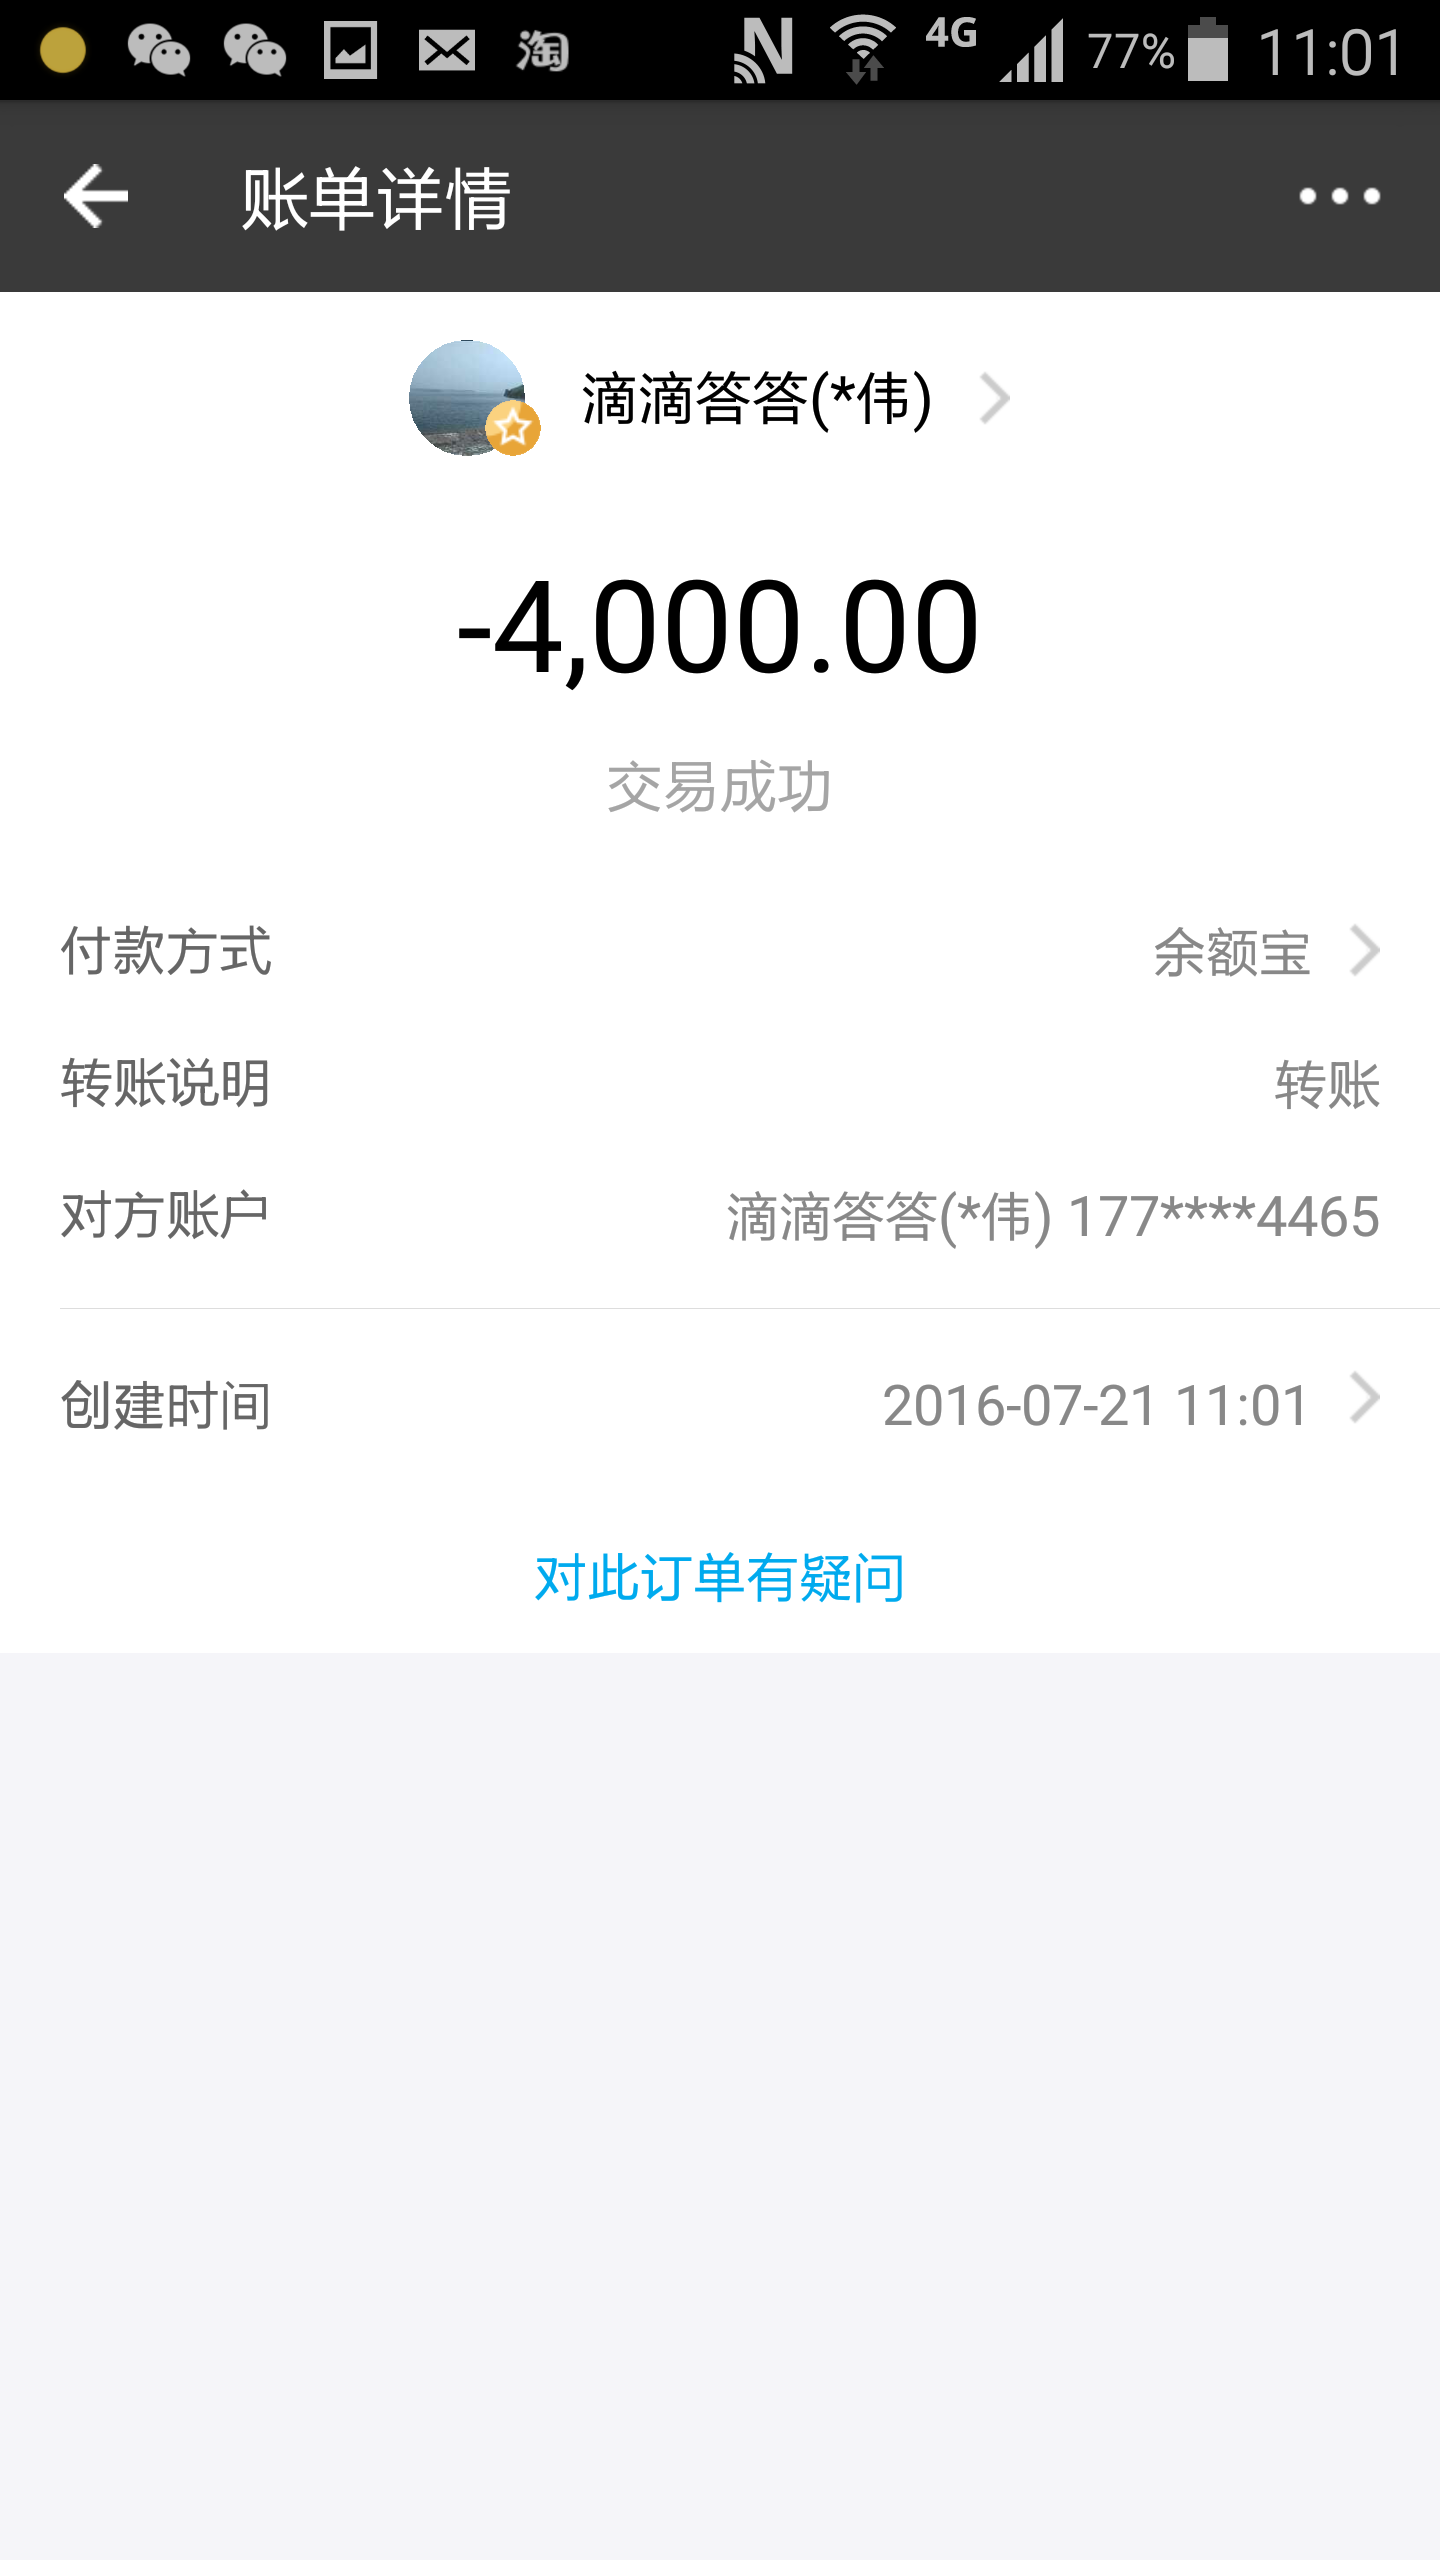 淘 N 4G 77% 11:01
账单详情
滴滴答答(*伟)
-4,000.00
交易成功
付款方式 余额宝
转账说明 转账
对方账户 滴滴答答(*伟) 177****4465
创建时间 2016-07-21 11:01
对此订单有疑问